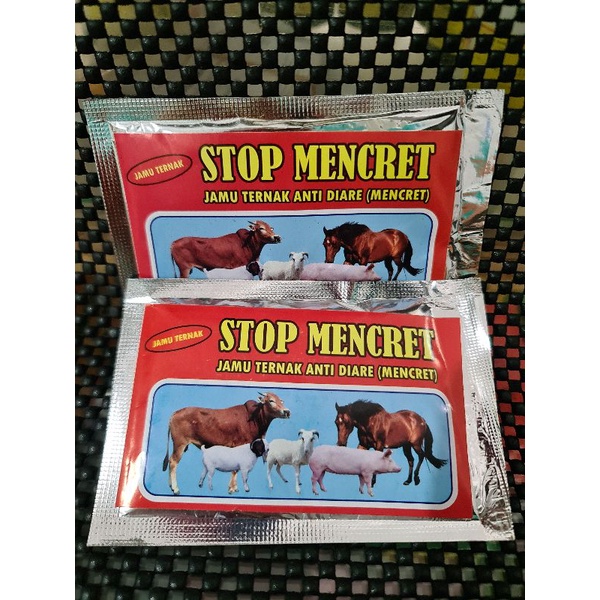 JAMU TERNAK
STOP MENCRET
JAMU TERNAK ANTI DIARE (MENCRET)
JAMU TERNAK
STOP MENCRET
JAMU TERNAK ANTI DIARE (MENCRET)